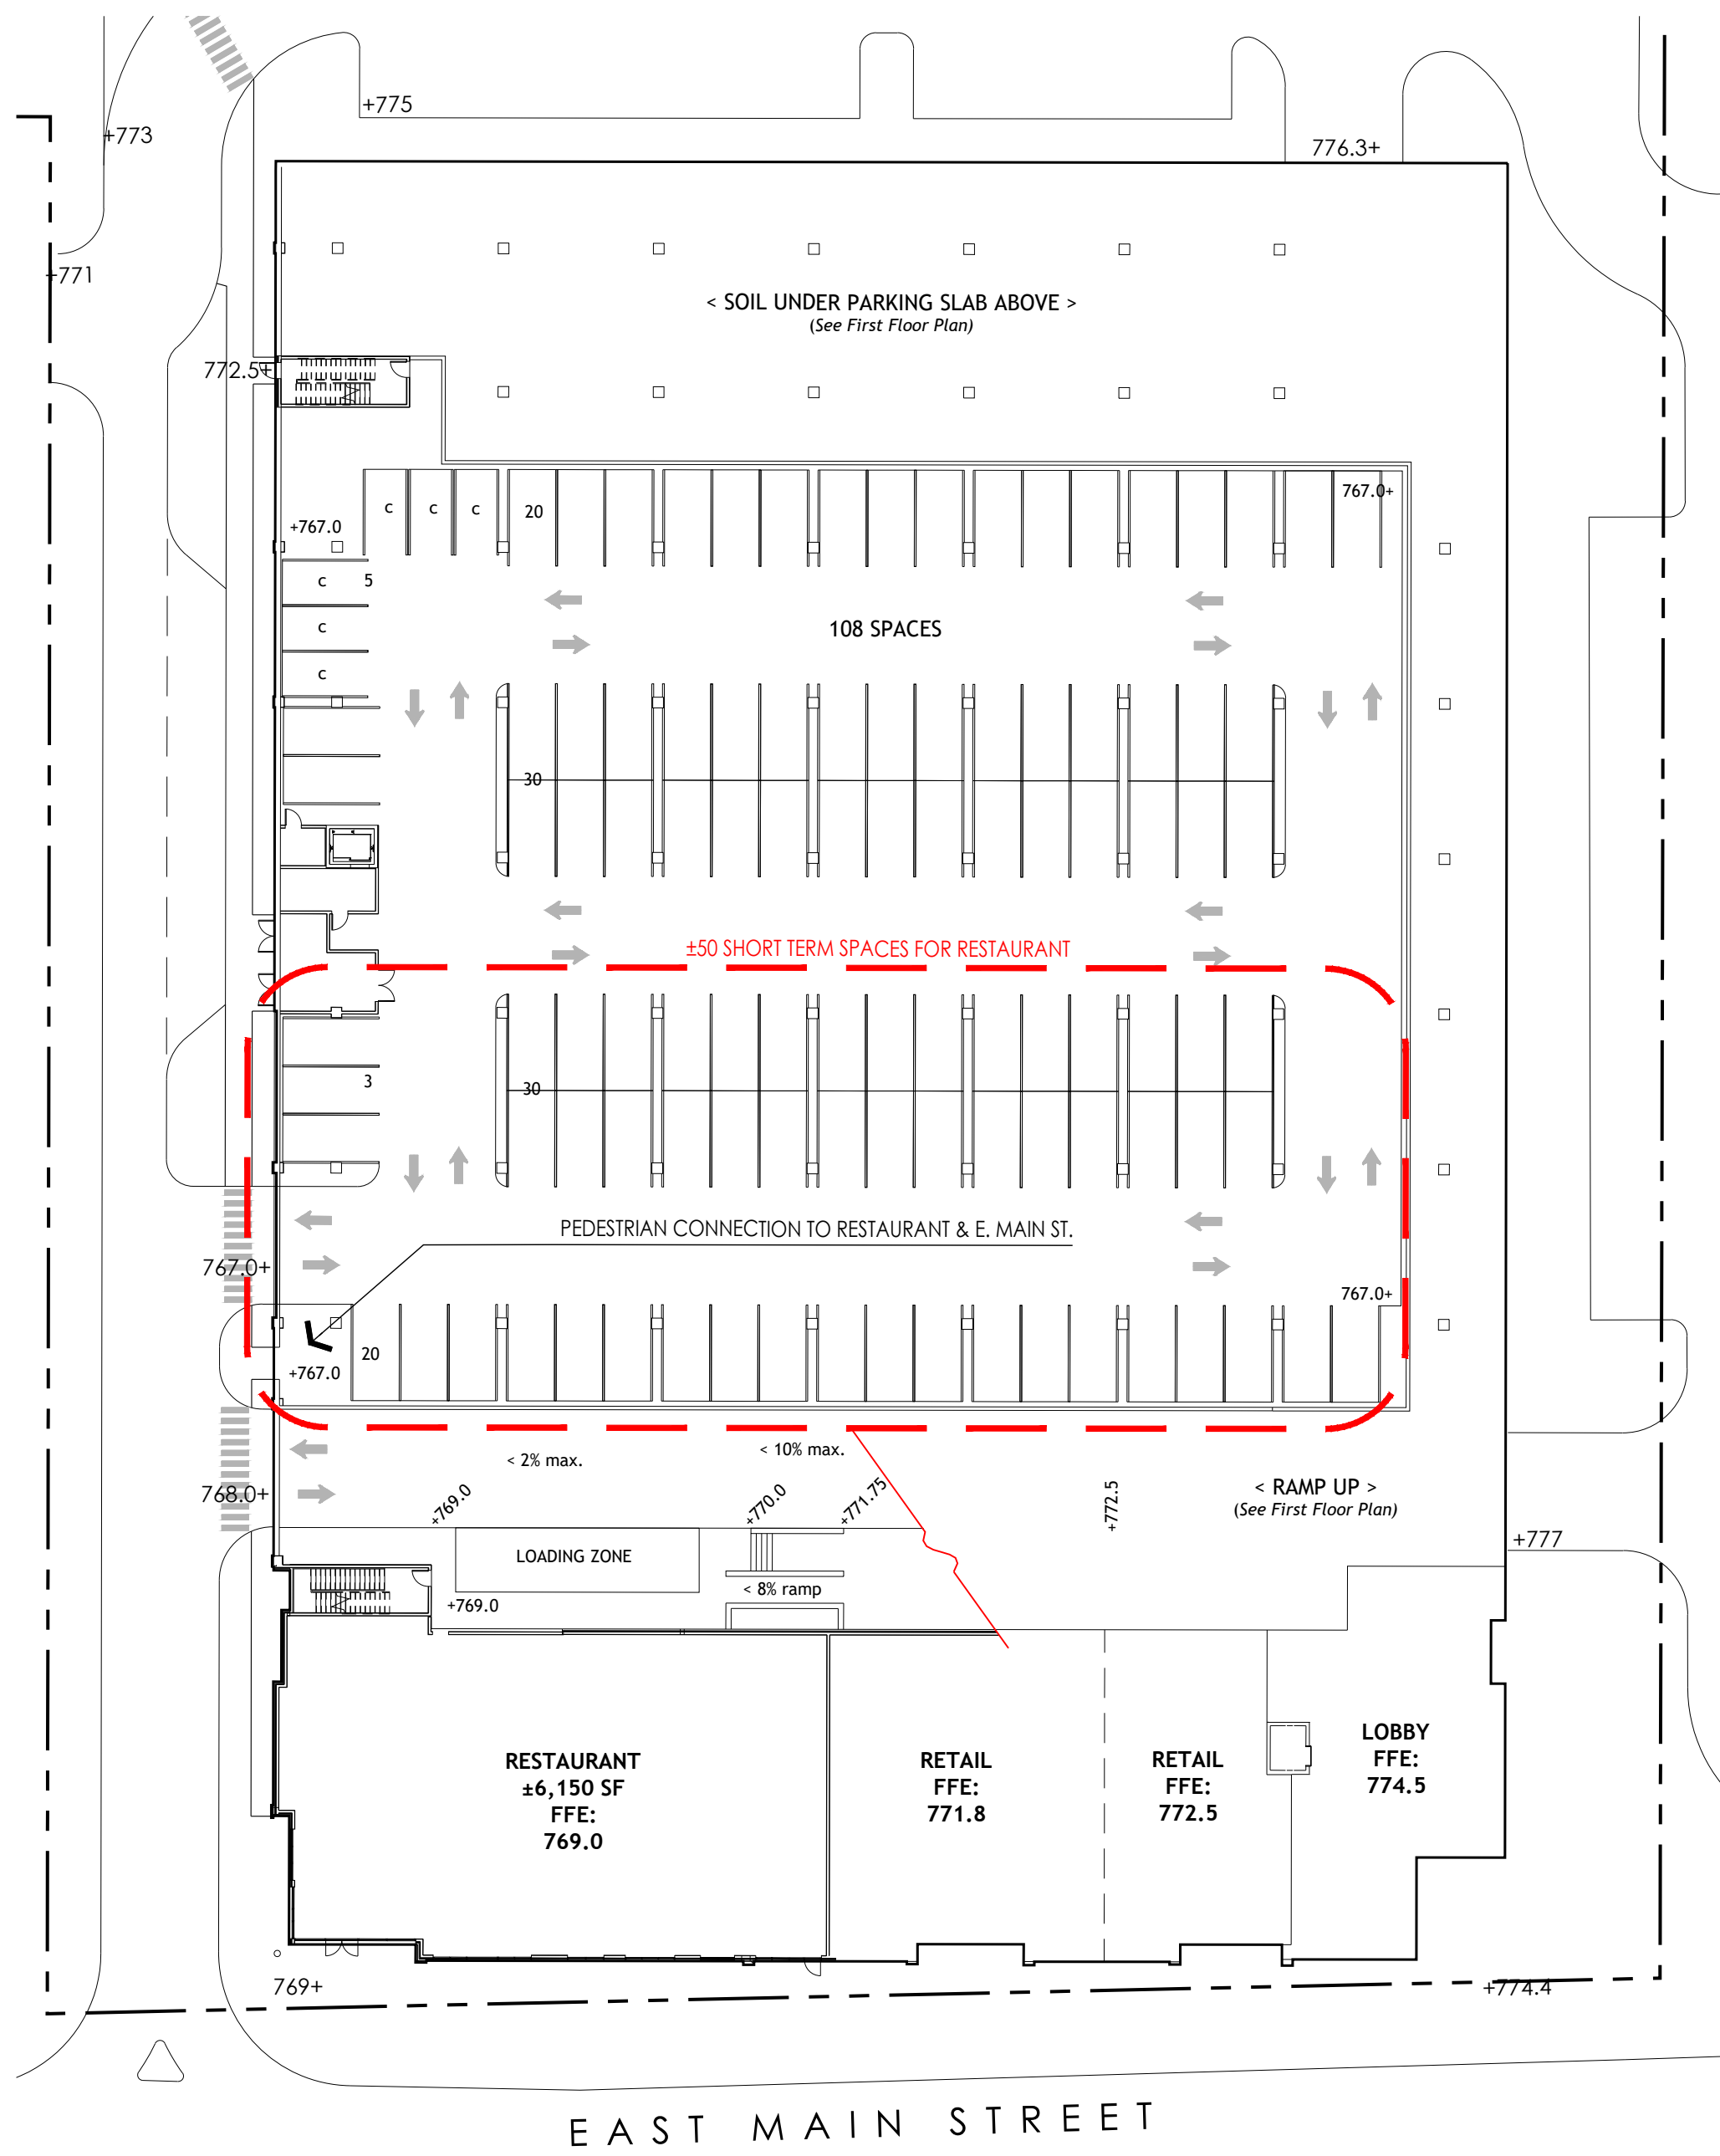 +775
+773
776.3+
+771
< SOIL UNDER PARKING SLAB ABOVE >
(See First Floor Plan)
772.5+
767.0+
C
C
C
20
+767.0
C
5
108 SPACES
C
C
30
±50 SHORT TERM SPACES FOR RESTAURANT
3
30
PEDESTRIAN CONNECTION TO RESTAURANT & E. MAIN ST.
767.0+
767.0+
20
+767.0
< 10% max.
< 2% max.
768.0+
+769.0
+770.0
+771.75
+772.5
< RAMP UP >
(See First Floor Plan)
+777
LOADING ZONE
< 8% ramp
+769.0
RESTAURANT
±6,150 SF
FFE:
769.0
RETAIL
FFE:
771.8
RETAIL
FFE:
772.5
LOBBY
FFE:
774.5
769+
+774.4
EAST MAIN STREET